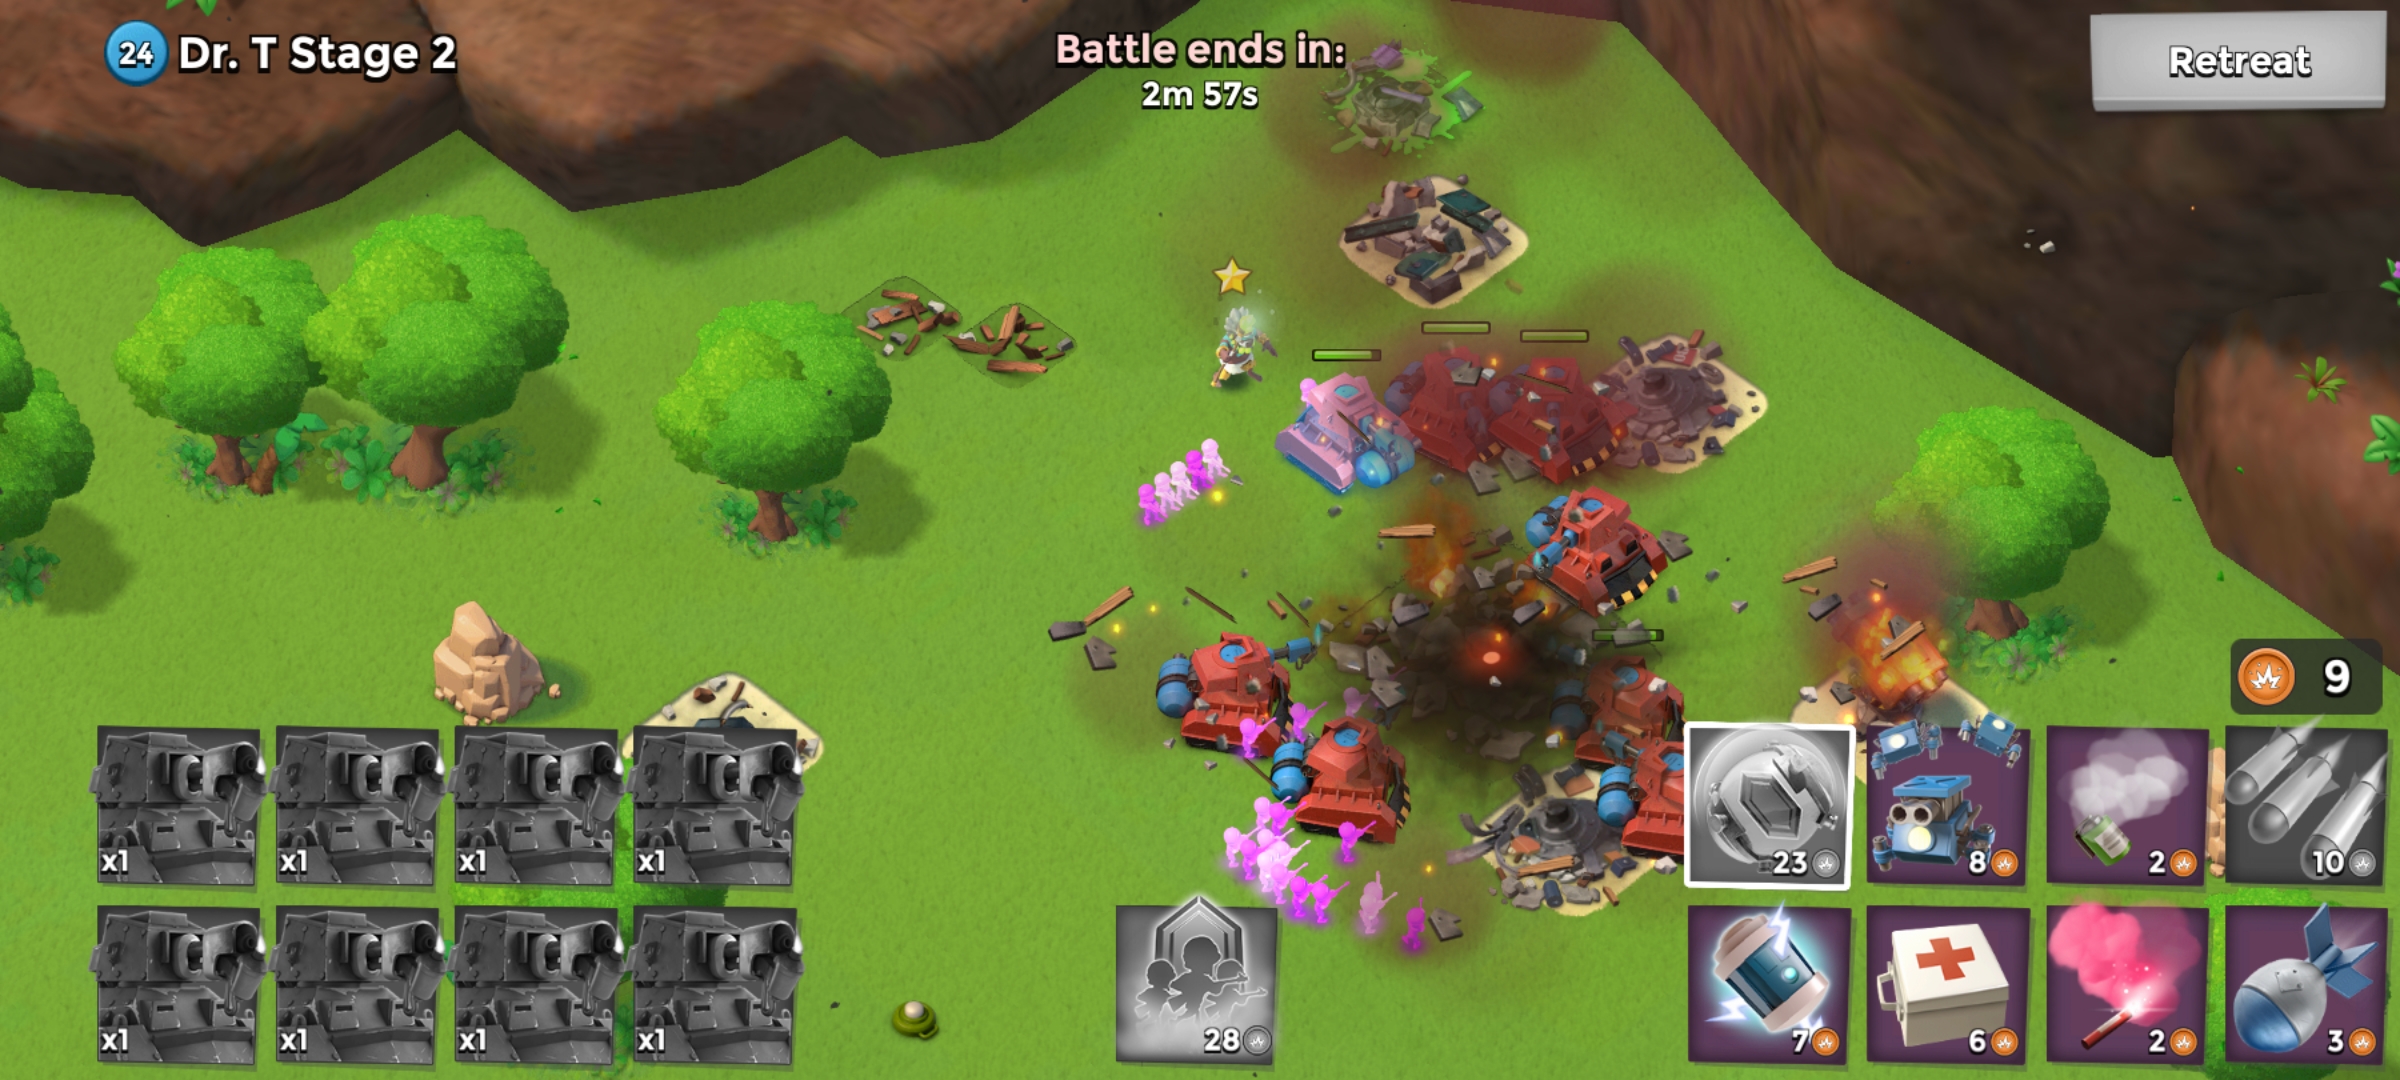 24 Dr. T Stage 2
Battle ends in:
2m 57s
Retreat
9
x1 x1 x1 x1
23 8 2 10
x1 x1 x1 x1
28
7 6 2 3